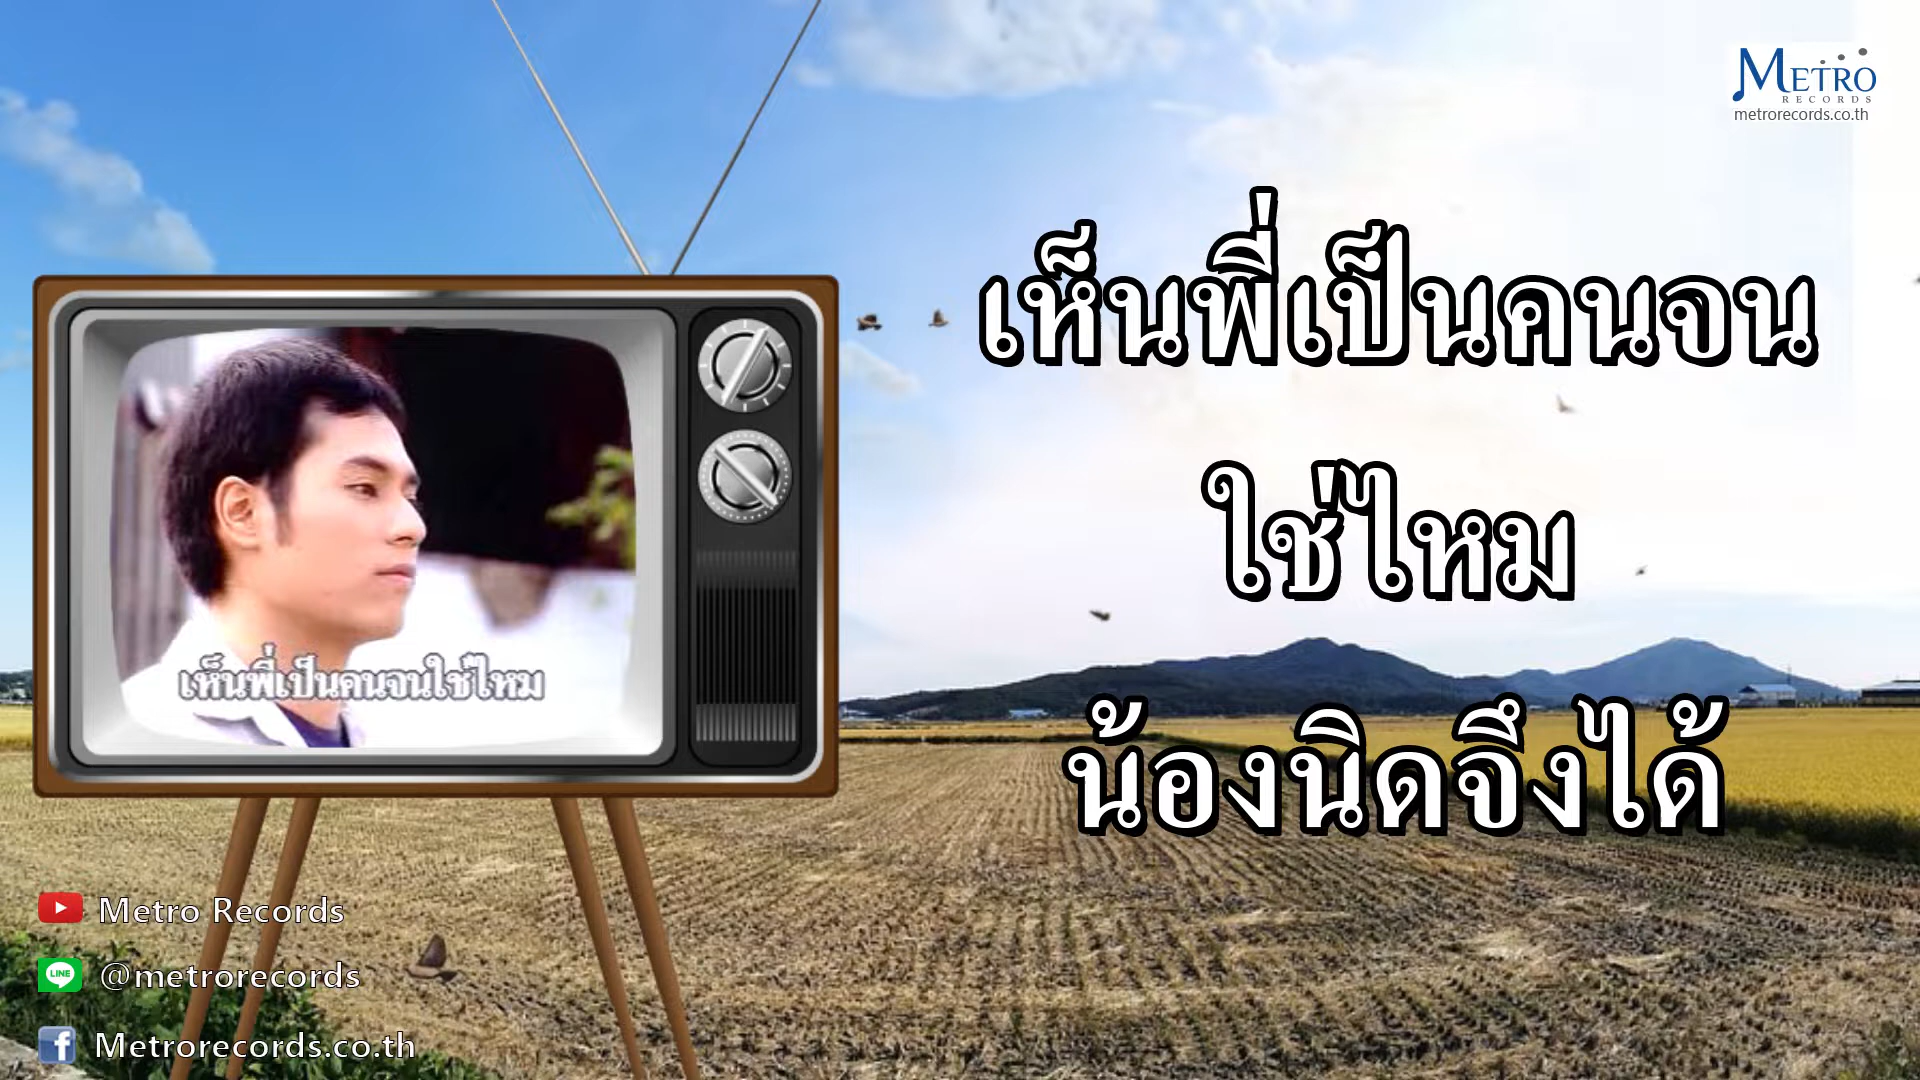 METRO
RECORDS
metrorecords.co.th
เห็นพี่เป็นคนจน
ใช่ไหม
น้องนิดจึงได้
เห็นพี่เป็นคนจนใช่ไหม
Metro Records
LINE @metrorecords
f Metrorecords.co.th